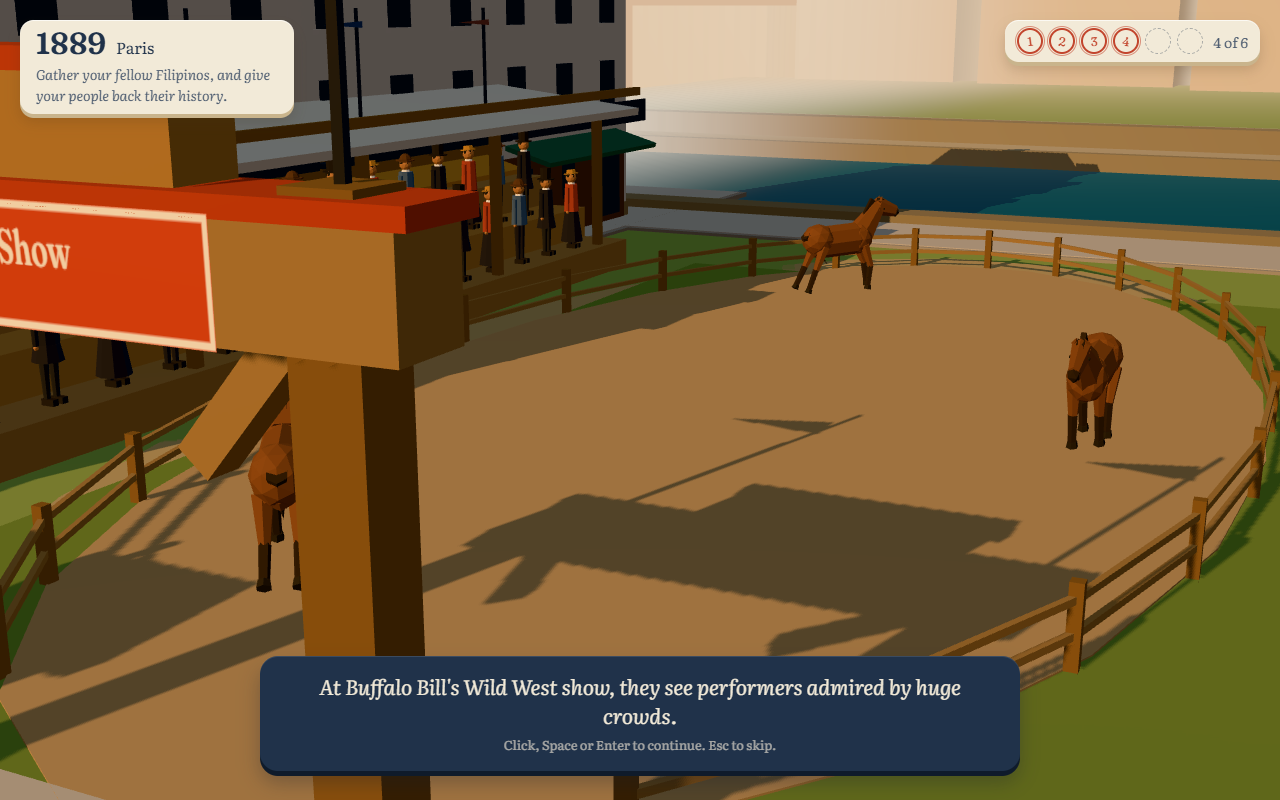 1889 Paris
Gather your fellow Filipinos, and give
your people back their history.
1 2 3 4 4 of 6
Show
At Buffalo Bill's Wild West show, they see performers admired by huge
crowds.
Click, Space or Enter to continue. Esc to skip.